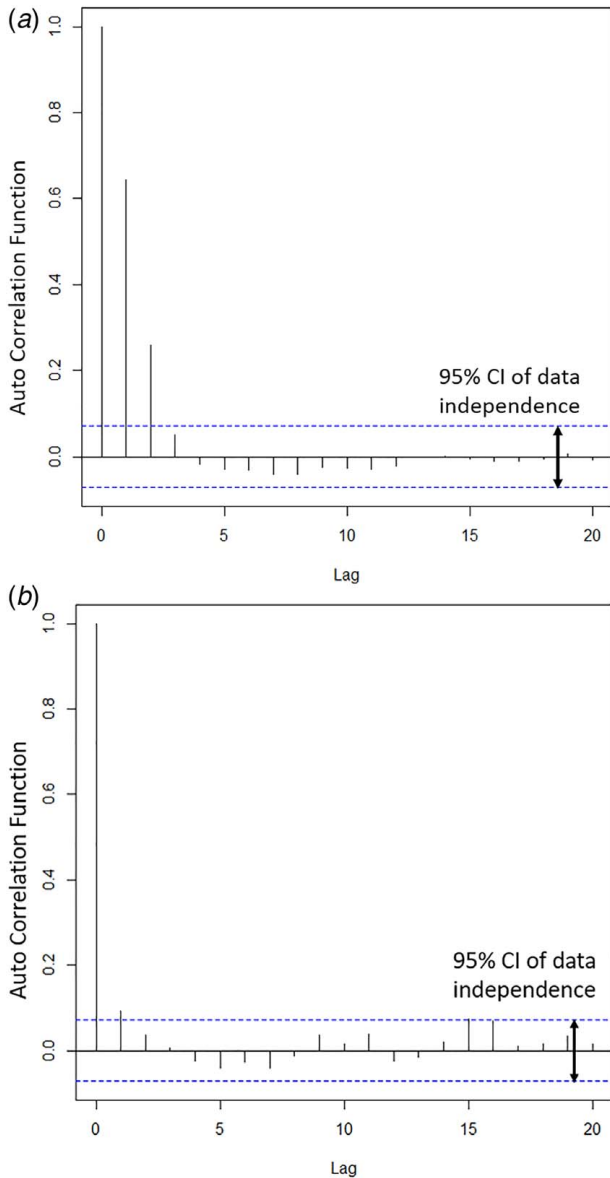 (a)
Auto Correlation Function
1.0
0.8
0.6
0.4
0.2
0.0
95% CI of data
independence
0 5 10 15 20
Lag
(b)
Auto Correlation Function
1.0
0.8
0.6
0.4
0.2
0.0
95% CI of data
independence
0 5 10 15 20
Lag